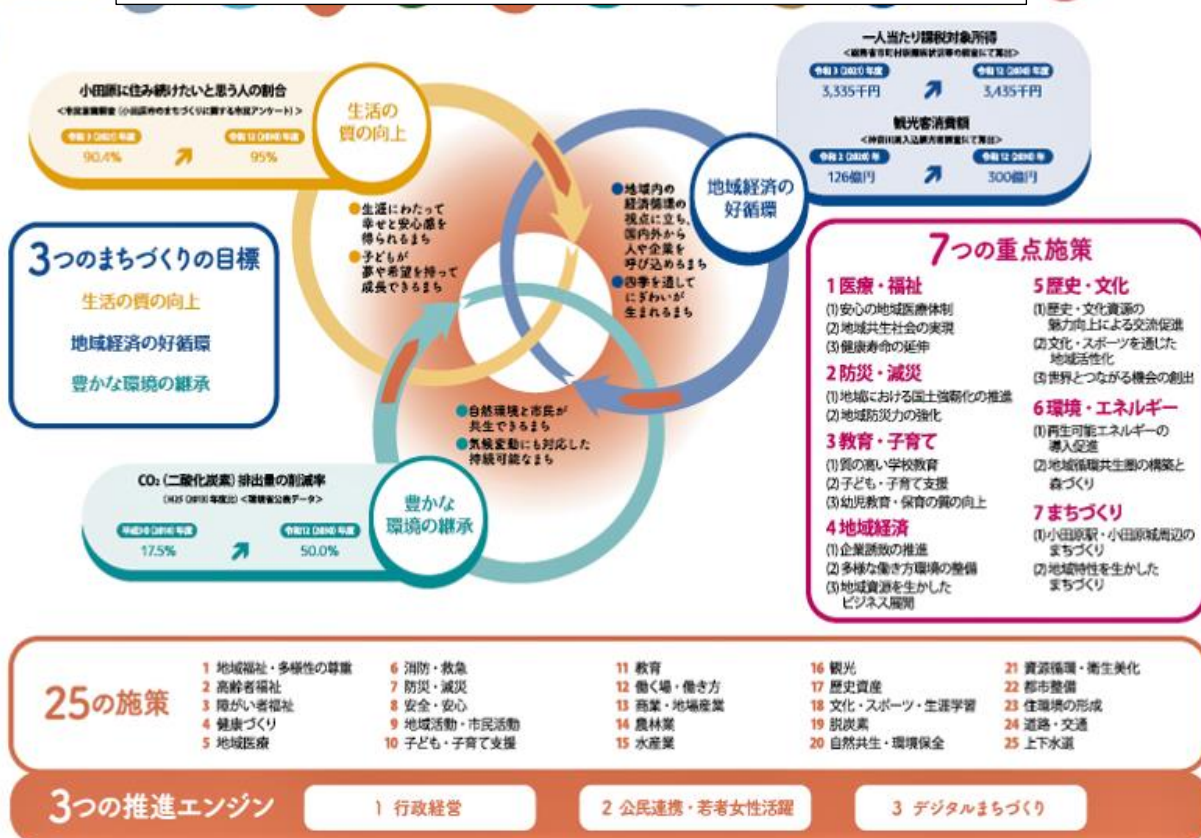 小田原に住み続けたいと思う人の割合
令和3(2021)年度
令和12(2030)年度
90.4%
95%
生活の
質の向上
一人当たり課税対象所得
令和3(2021)年度
令和12(2030)年度
3,335千円
3,435千円
観光客消費額
令和2(2020)年
令和12(2030)年
126億円
300億円
地域経済の
好循環
●生涯にわたって
幸せと安心感を
得られるまち
●子どもが
夢や希望を持って
成長できるまち
●地域内の
経済循環の
視点に立ち、
国内外から
人や企業を
呼び込めるまち
●四季を通して
にぎわいが
生まれるまち
●自然環境と市民が
共生できるまち
●気候変動にも対応した
持続可能なまち
3つのまちづくりの目標
生活の質の向上
地域経済の好循環
豊かな環境の継承
CO₂(二酸化炭素)排出量の削減率
(H25(2013)年度比)<環境省公表データ>
17.5%
令和12(2030)年度
50.0%
豊かな
環境の継承
7つの重点施策
1 医療・福祉
(1)安心の地域医療体制
(2)地域共生社会の実現
(3)健康寿命の延伸
2 防災・減災
(1)地域における国土強靭化の推進
(2)地域防災力の強化
3 教育・子育て
(1)質の高い学校教育
(2)子ども・子育て支援
(3)幼児教育・保育の質の向上
4 地域経済
(1)企業誘致の推進
(2)多様な働き方環境の整備
(3)地域資源を生かした
ビジネス展開
5 歴史・文化
(1)歴史・文化資源の
魅力向上による交流促進
(2)文化・スポーツを通じた
地域活性化
(3)世界とつながる機会の創出
6 環境・エネルギー
(1)再生可能エネルギーの
導入促進
(2)地域循環共生圏の構築と
森づくり
7 まちづくり
(1)小田原駅・小田原城周辺の
まちづくり
(2)地域特性を生かした
まちづくり
25の施策
1 地域福祉・多様性の尊重
2 高齢者福祉
3 障がい者福祉
4 健康づくり
5 地域医療
6 消防・救急
7 防災・減災
8 安全・安心
9 地域活動・市民活動
10 子ども・子育て支援
11 教育
12 働く場・働き方
13 商業・地場産業
14 農林業
15 水産業
16 観光
17 歴史資産
18 文化・スポーツ・生涯学習
19 脱炭素
20 自然共生・環境保全
21 資源循環・衛生美化
22 都市整備
23 住環境の形成
24 道路・交通
25 上下水道
3つの推進エンジン
1 行政経営
2 公民連携・若者女性活躍
3 デジタルまちづくり